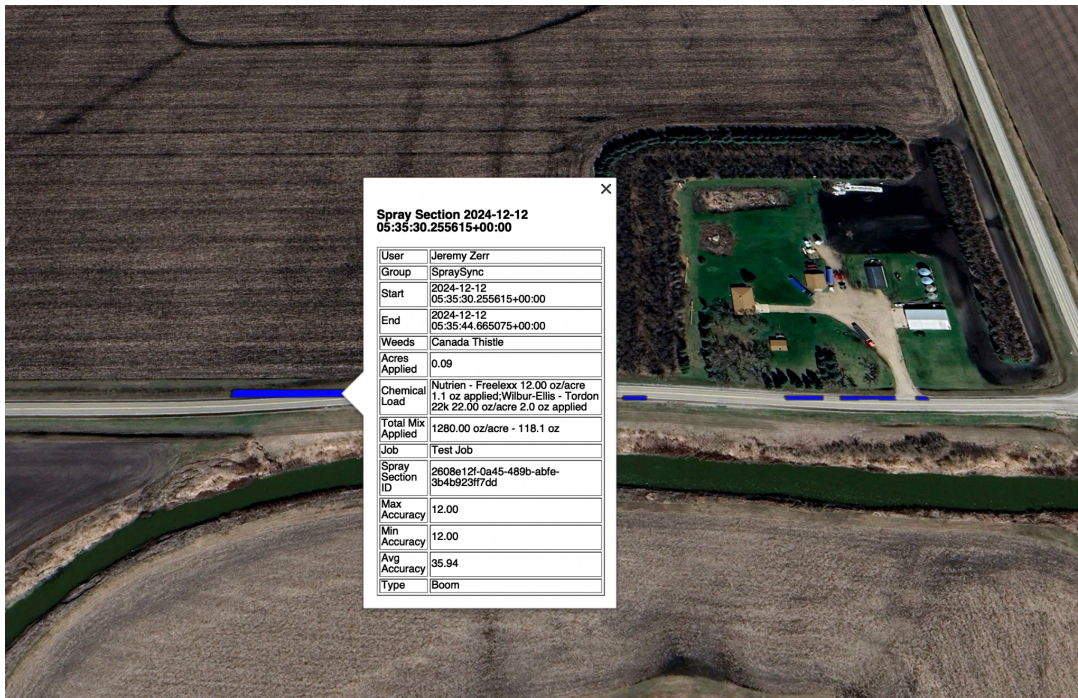 Spray Section 2024-12-12
05:35:30.255615+00:00
User Jeremy Zerr
Group SpraySync
Start 2024-12-12
05:35:30.255615+00:00
End 2024-12-12
05:35:44.665075+00:00
Weeds Canada Thistle
Acres
Applied 0.09
Chemical
Load Nutrien - Freelexx 12.00 oz/acre
1.1 oz applied;Wilbur-Ellis - Tordon
22k 22.00 oz/acre 2.0 oz applied
Total Mix
Applied 1280.00 oz/acre - 118.1 oz
Job Test Job
Spray
Section
ID 2608e12f-0a45-489b-abfe-
3b4b923ff7dd
Max
Accuracy 12.00
Min
Accuracy 12.00
Avg
Accuracy 35.94
Type Boom